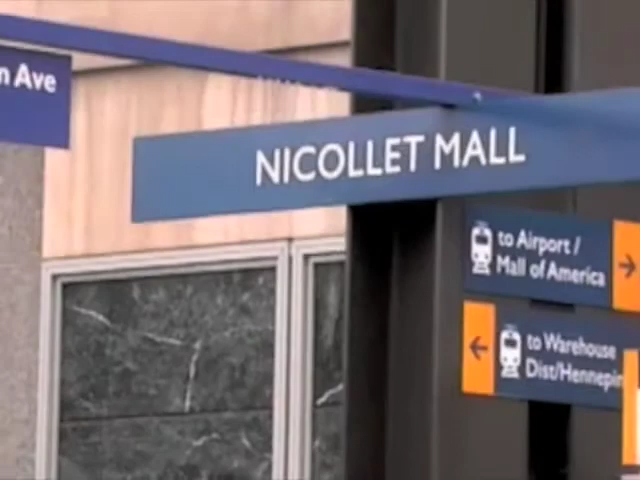 Ave
NICOLLET MALL
to Airport /
Mall of America
→
←
to Warehouse
Dist/Hennepin